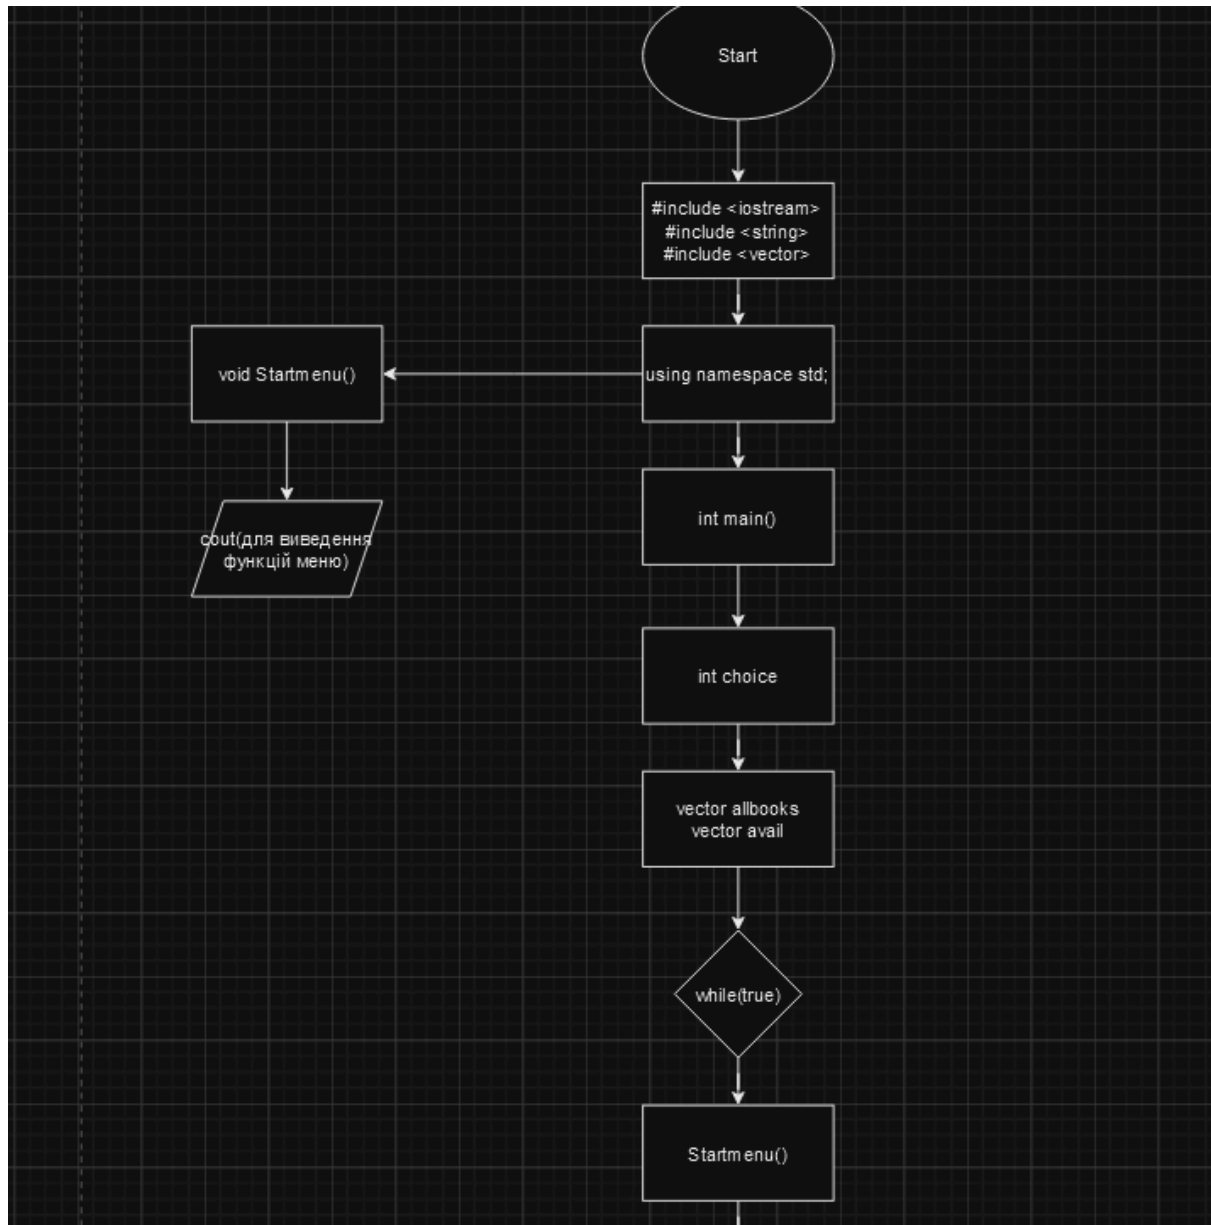 Start
#include <iostream>
#include <string>
#include <vector>
void Startmenu()
using namespace std;
cout(для виведення
функцій меню)
int main()
int choice
vector allbooks
vector avail
while(true)
Startmenu()